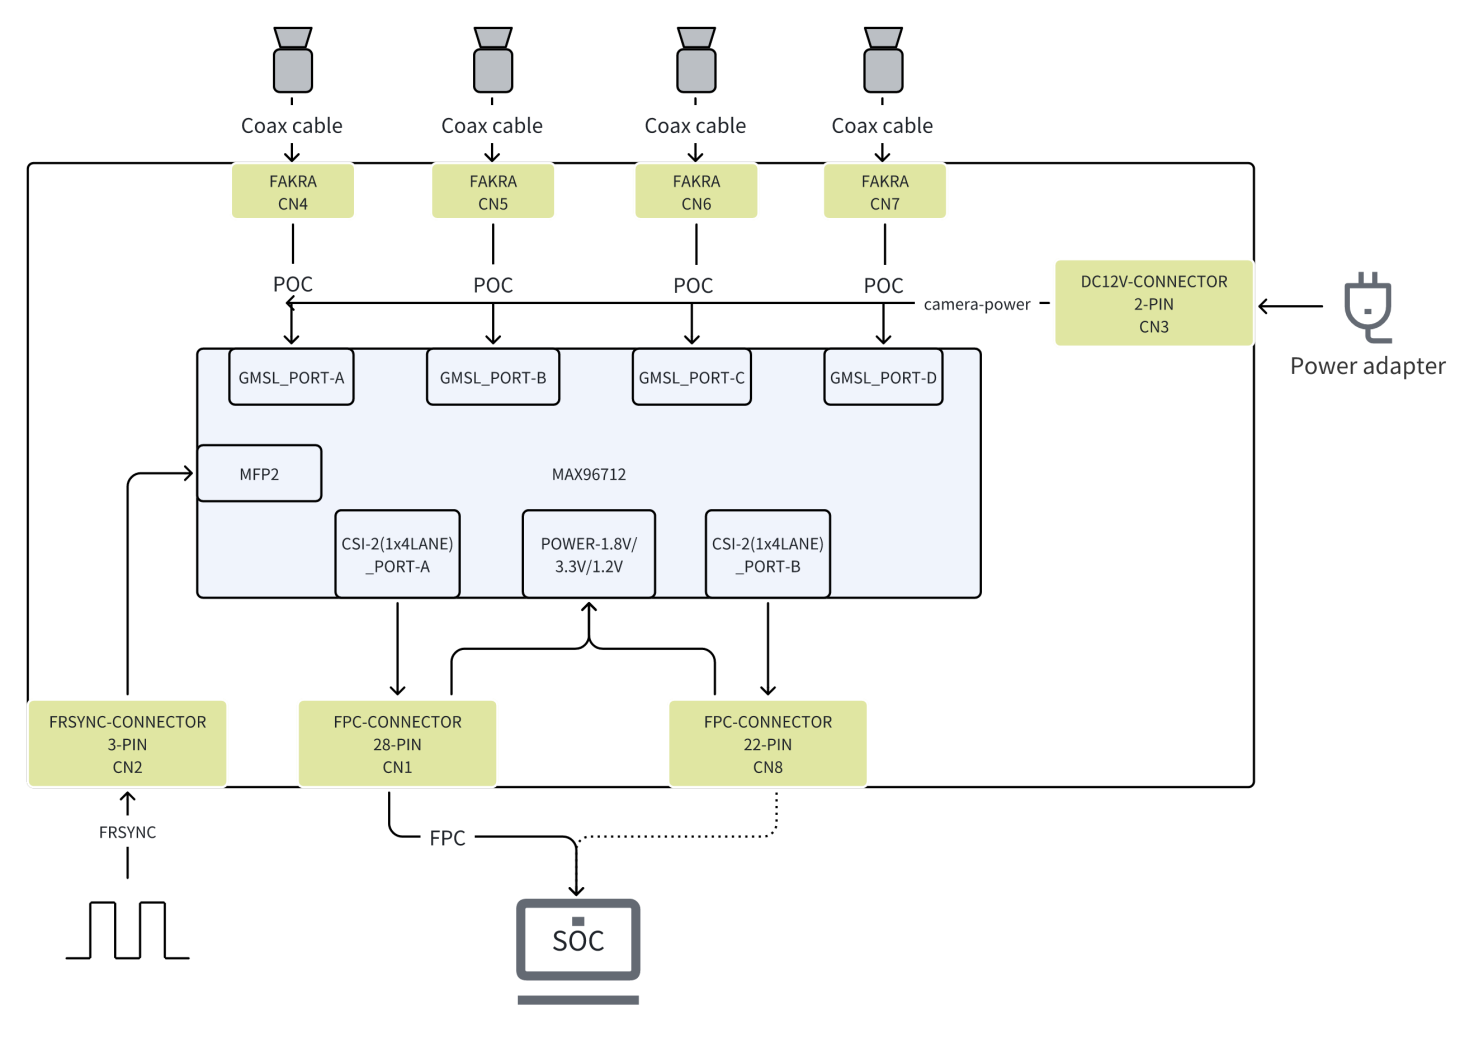 Coax cable
Coax cable
Coax cable
Coax cable
FAKRA
CN4
FAKRA
CN5
FAKRA
CN6
FAKRA
CN7
POC
POC
POC
POC
camera-power
DC12V-CONNECTOR
2-PIN
CN3
Power adapter
GMSL_PORT-A
GMSL_PORT-B
GMSL_PORT-C
GMSL_PORT-D
MFP2
MAX96712
CSI-2(1x4LANE)
_PORT-A
POWER-1.8V/
3.3V/1.2V
CSI-2(1x4LANE)
_PORT-B
FRSYNC-CONNECTOR
3-PIN
CN2
FPC-CONNECTOR
28-PIN
CN1
FPC-CONNECTOR
22-PIN
CN8
FRSYNC
FPC
SOC